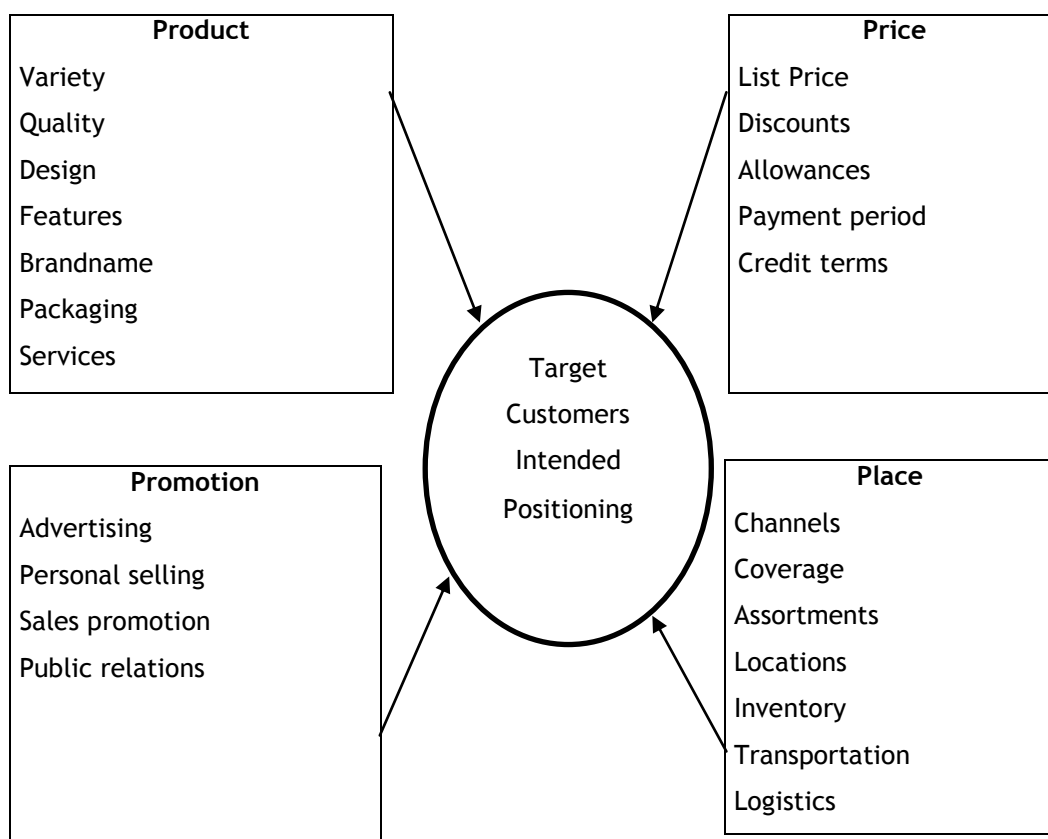 Product
Variety
Quality
Design
Features
Brandname
Packaging
Services
Price
List Price
Discounts
Allowances
Payment period
Credit terms
Target
Customers
Intended
Positioning
Promotion
Advertising
Personal selling
Sales promotion
Public relations
Place
Channels
Coverage
Assortments
Locations
Inventory
Transportation
Logistics